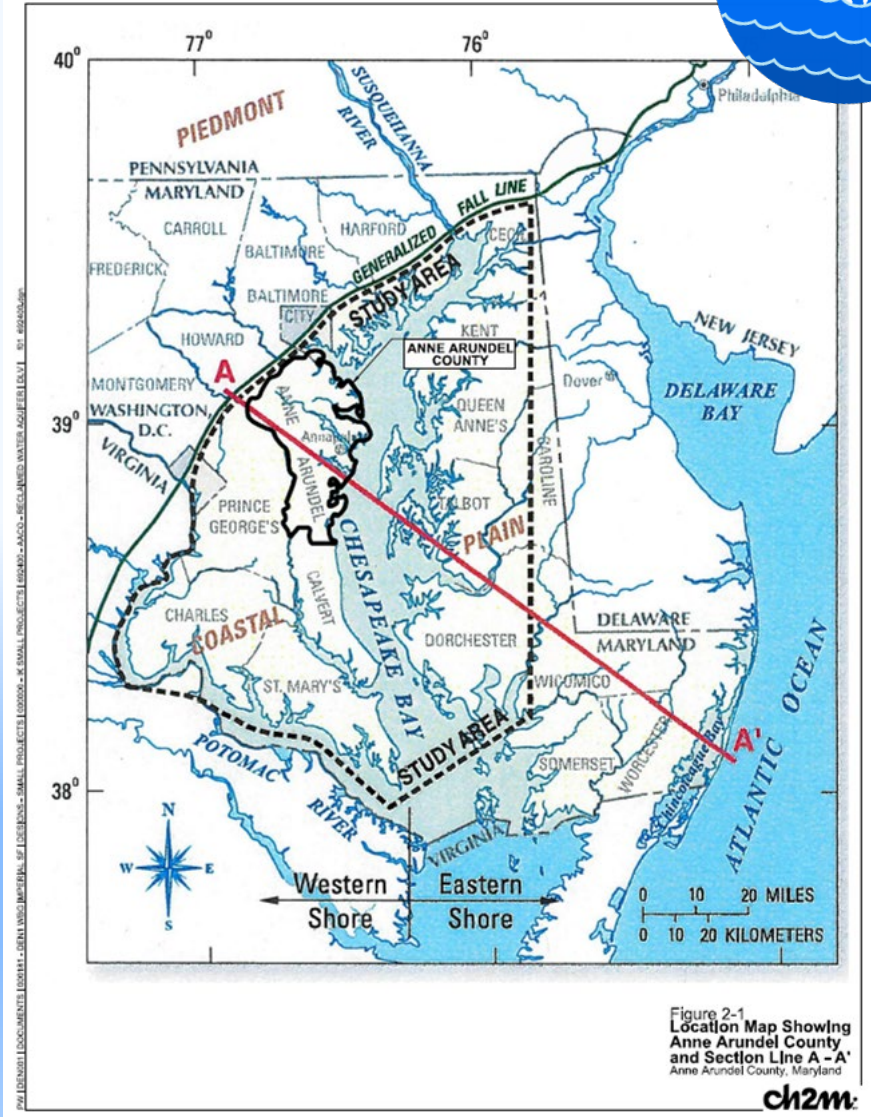 77°
76°
40°
PIEDMONT
SUSQUEHANNA
RIVER
Philadelphia
PENNSYLVANIA
MARYLAND
CARROLL
HARFORD
FALL LINE
CECIL
BALTIMORE
GENERALIZED
FREDERICK
BALTIMORE
CITY
STUDY AREA
HOWARD
KENT
NEW JERSEY
ANNE ARUNDEL
COUNTY
A
MONTGOMERY
ANNE
Dover
DELAWARE
BAY
39°
WASHINGTON,
D.C.
QUEEN
ANNE'S
VIRGINIA
CAROLINE
ARUNDEL
TALBOT
PRINCE
GEORGE'S
PLAIN
CHESAPEAKE BAY
CALVERT
CHARLES
COASTAL
DELAWARE
MARYLAND
DORCHESTER
ST. MARY'S
WICOMICO
STUDY AREA
A'
POTOMAC
RIVER
SOMERSET
WORCESTER
Chincoteague Bay
ATLANTIC OCEAN
38°
VIRGINIA
N
W E
S
Western
Shore
Eastern
Shore
0 10 20 MILES
0 10 20 KILOMETERS
Figure 2-1
Location Map Showing
Anne Arundel County
and Section Line A - A'
Anne Arundel County, Maryland
ch2m: